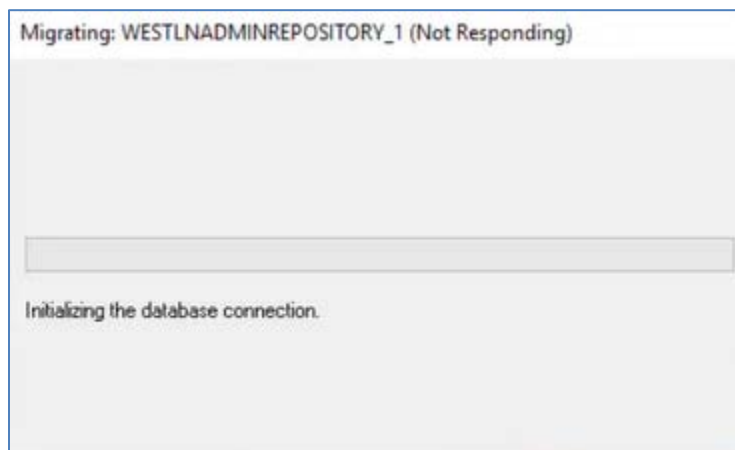 Migrating: WESTLNADMINREPOSITORY_1 (Not Responding)
Initializing the database connection.